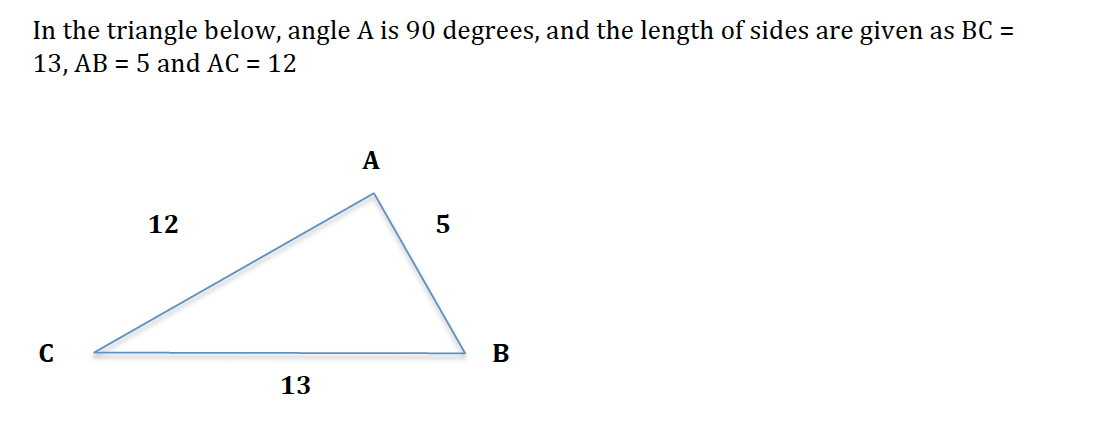 In the triangle below, angle A is 90 degrees, and the length of sides are given as BC =
13, AB = 5 and AC = 12
A
12
5
C
B
13